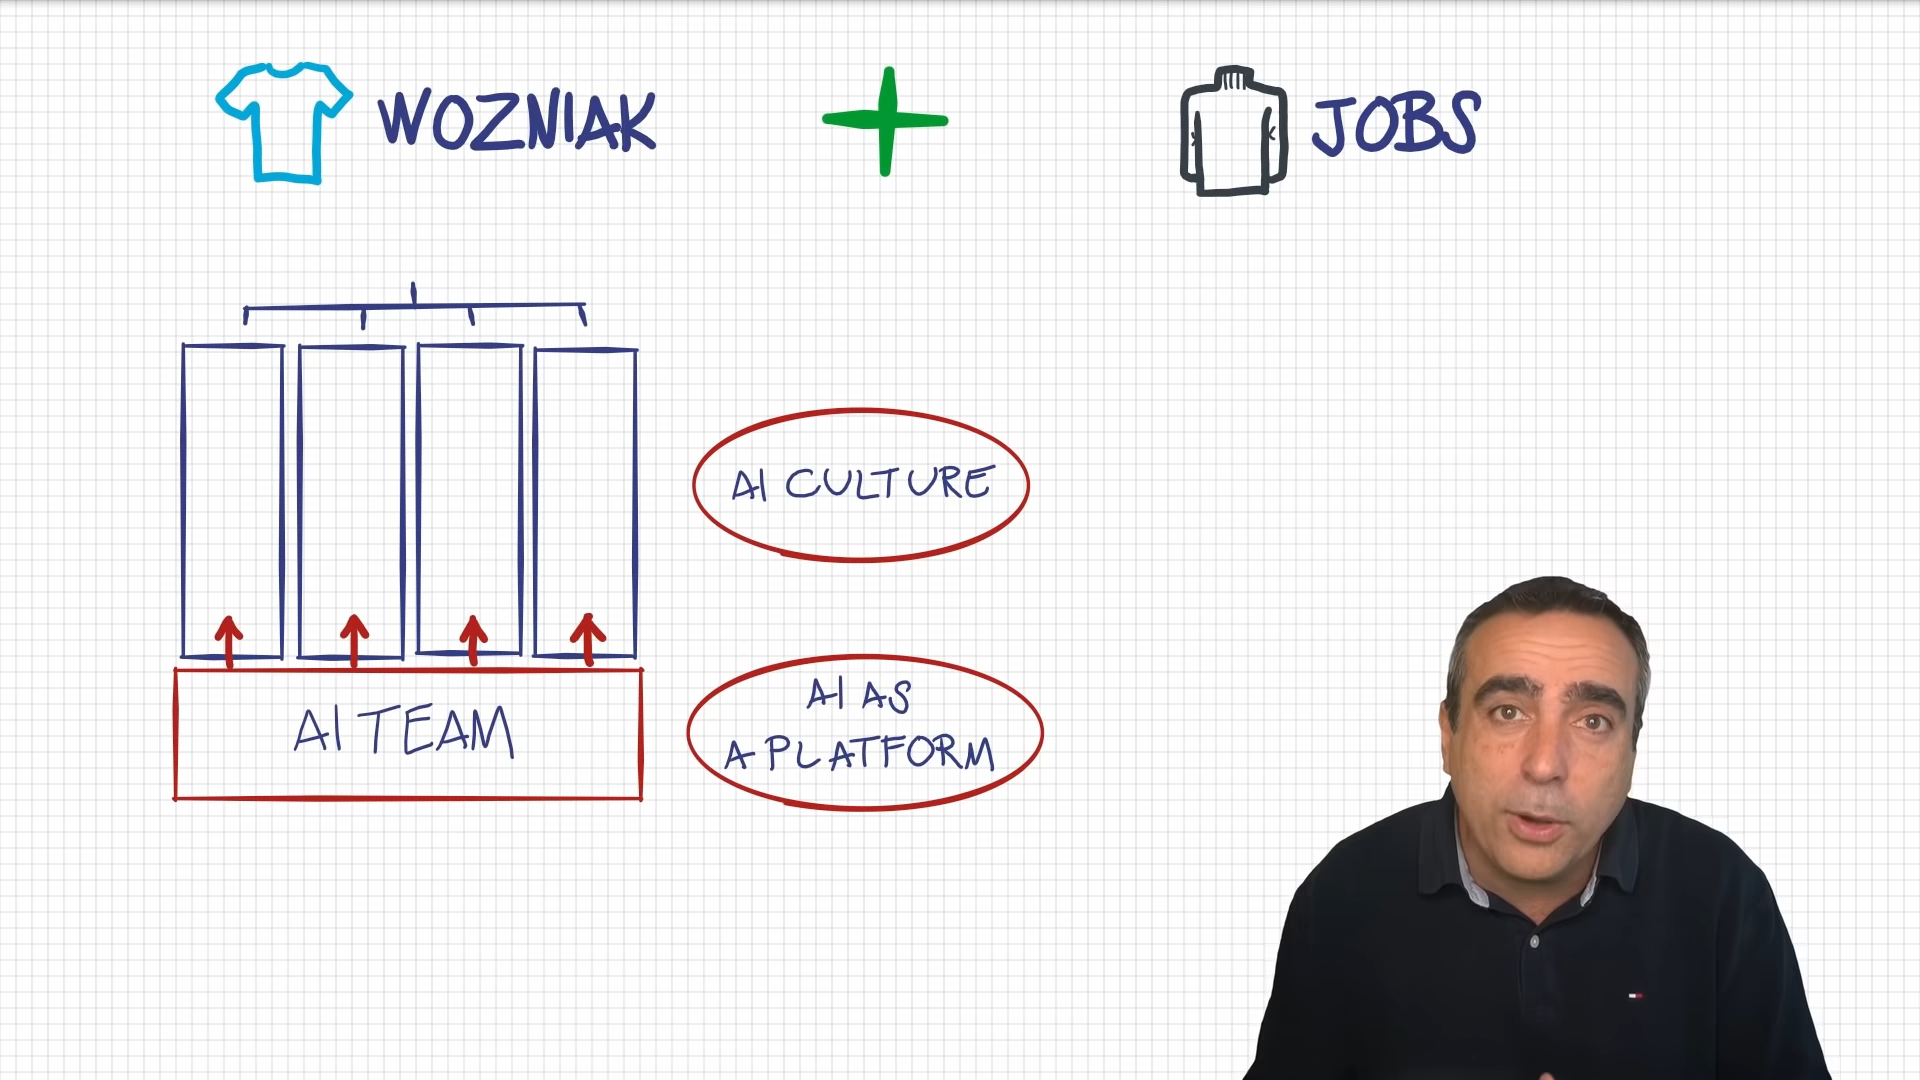 WOZNIAK
JOBS
AI CULTURE
AI TEAM
AI AS
A PLATFORM